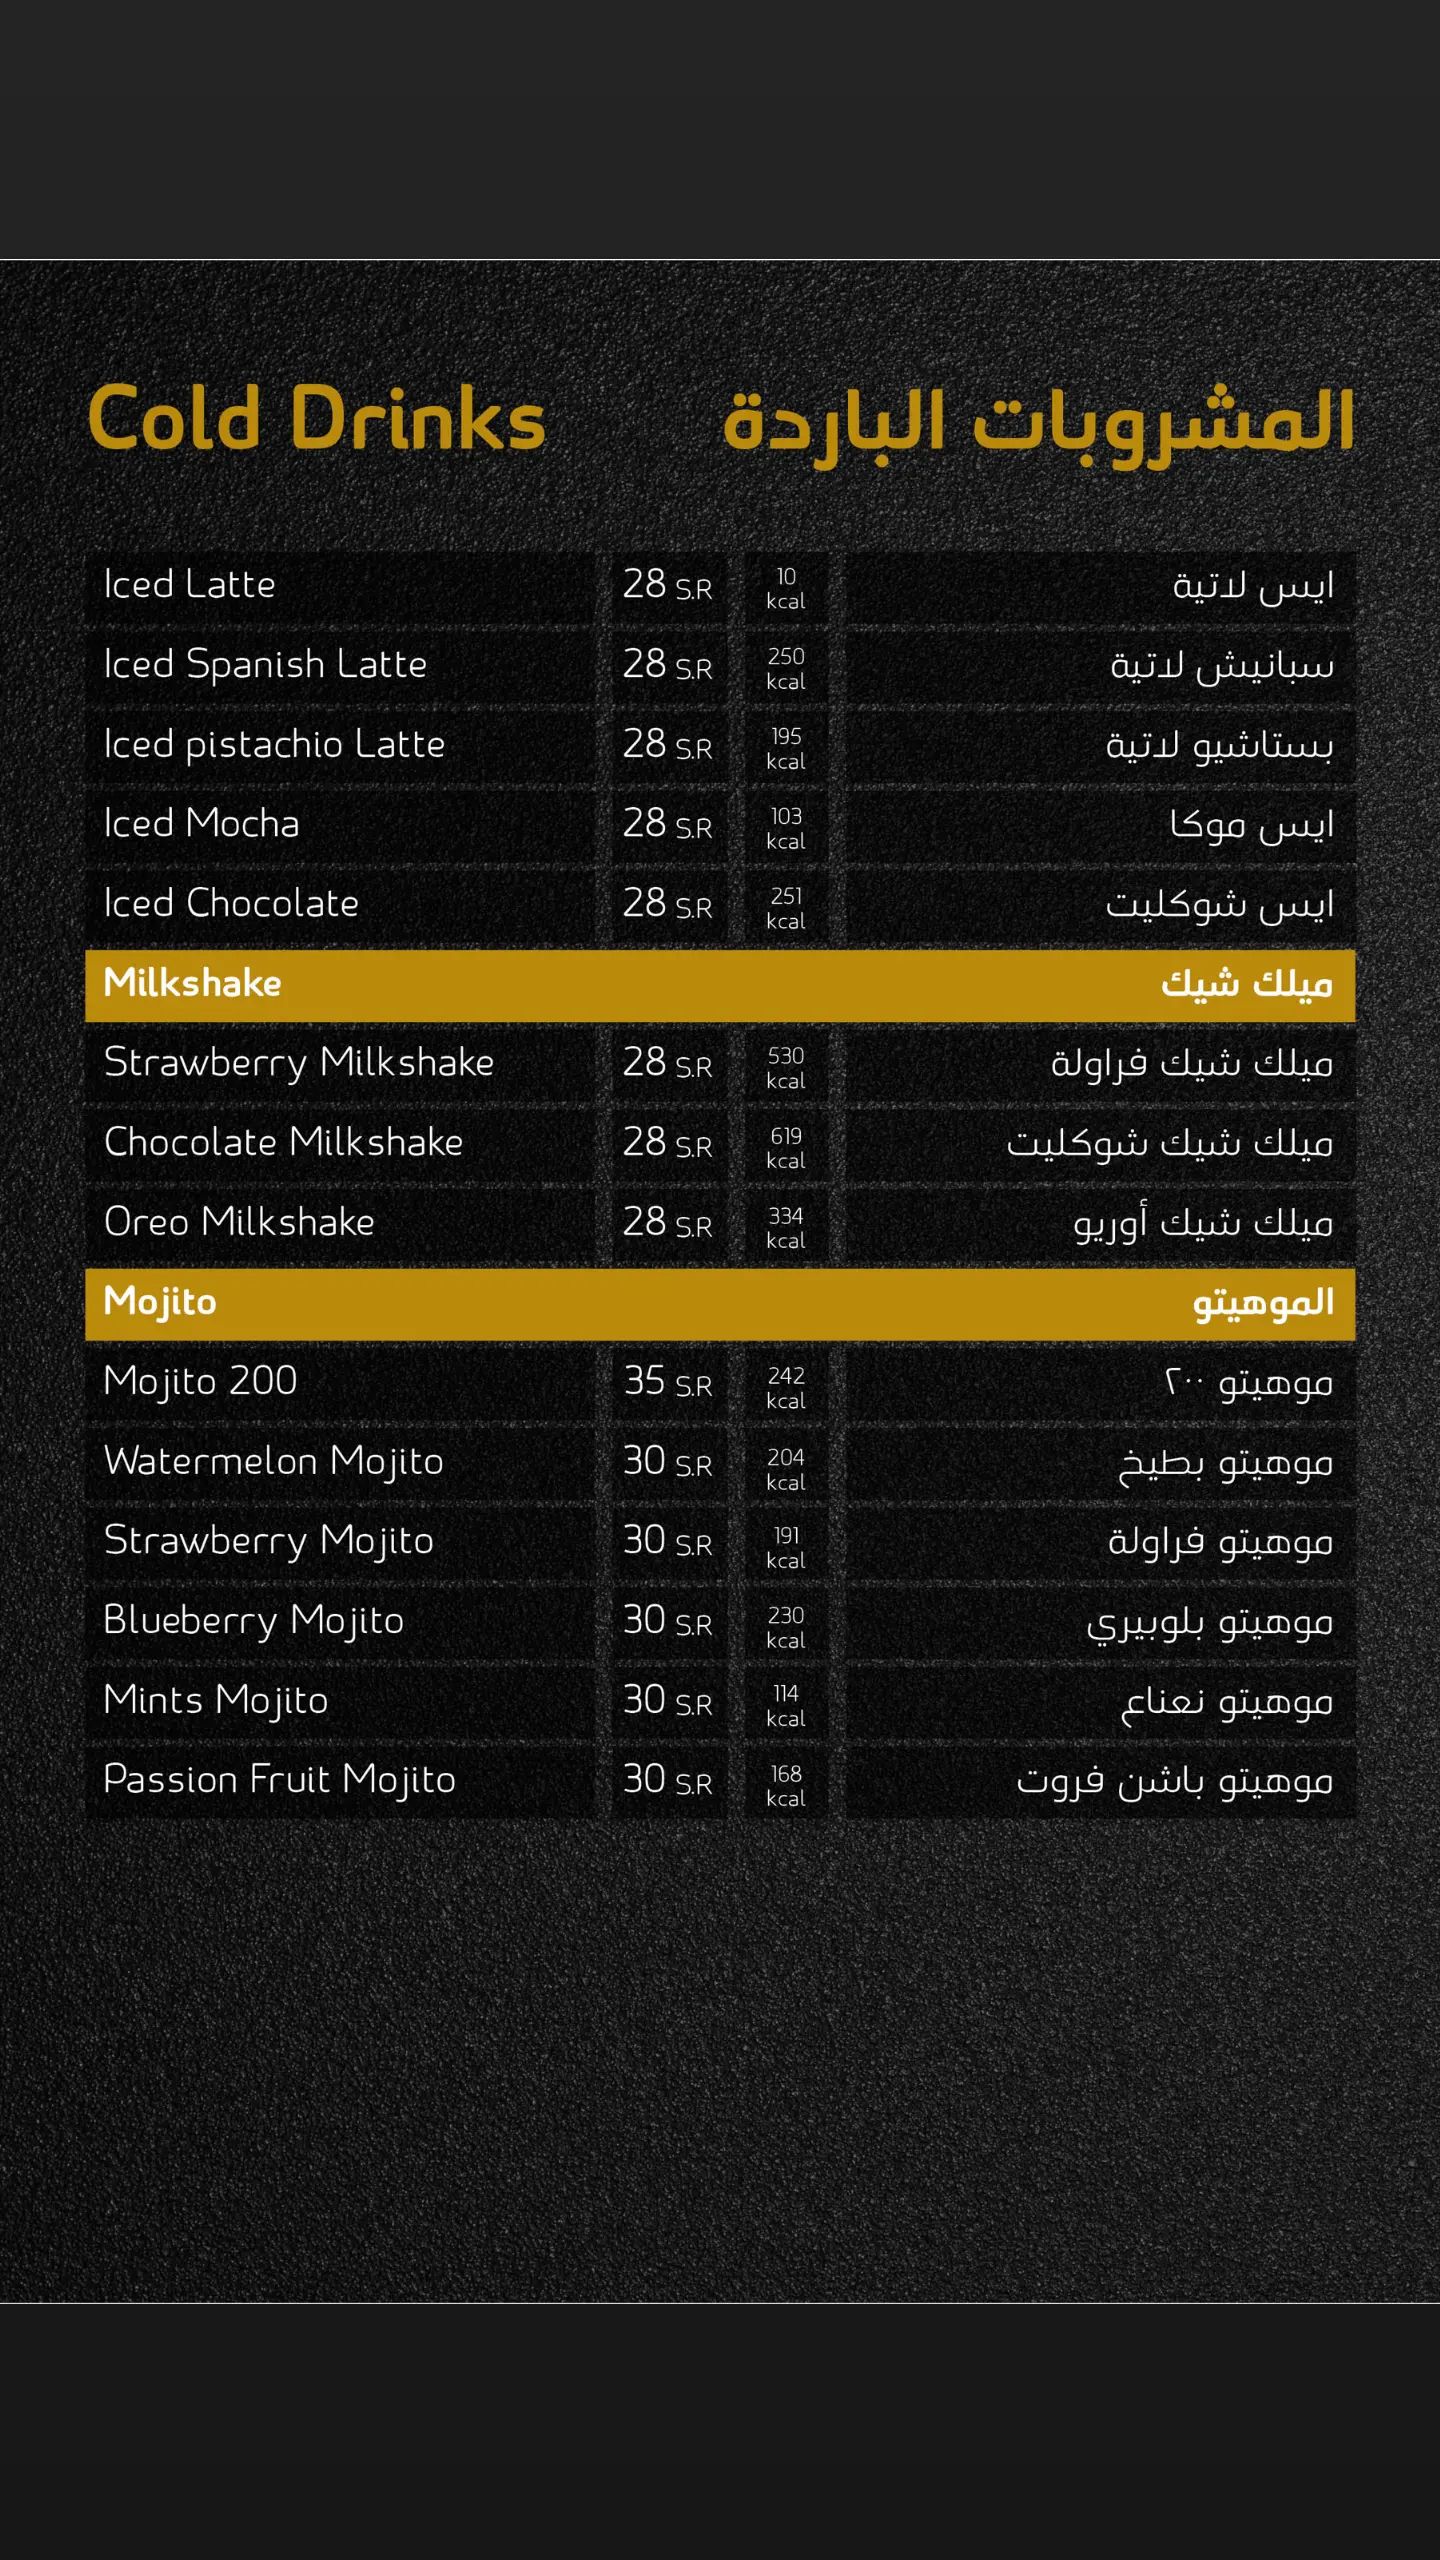 Cold Drinks المشروبات الباردة
Iced Latte 28 S.R 10 kcal ايس لاتية
Iced Spanish Latte 28 S.R 250 kcal سبانيش لاتية
Iced pistachio Latte 28 S.R 195 kcal بستاشيو لاتية
Iced Mocha 28 S.R 103 kcal ايس موكا
Iced Chocolate 28 S.R 251 kcal ايس شوكليت
Milkshake ميلك شيك
Strawberry Milkshake 28 S.R 530 kcal ميلك شيك فراولة
Chocolate Milkshake 28 S.R 619 kcal ميلك شيك شوكليت
Oreo Milkshake 28 S.R 334 kcal ميلك شيك أوريو
Mojito الموهيتو
Mojito 200 35 S.R 242 kcal موهيتو ٢٠٠
Watermelon Mojito 30 S.R 204 kcal موهيتو بطيخ
Strawberry Mojito 30 S.R 191 kcal موهيتو فراولة
Blueberry Mojito 30 S.R 230 kcal موهيتو بلوبيري
Mints Mojito 30 S.R 114 kcal موهيتو نعناع
Passion Fruit Mojito 30 S.R 168 kcal موهيتو باشن فروت